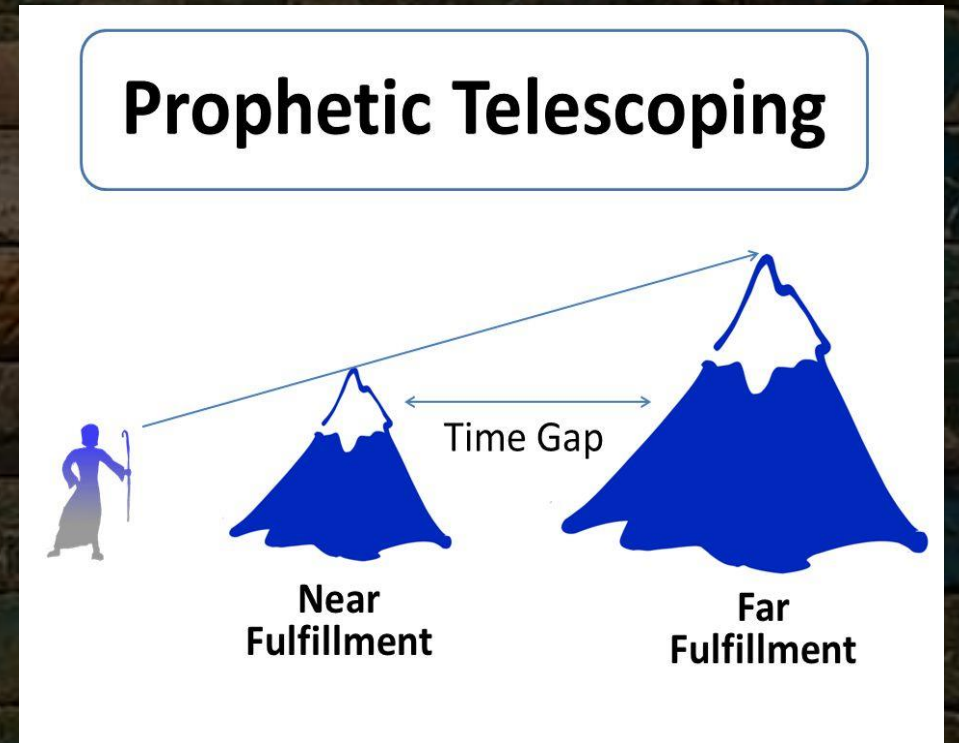 Prophetic Telescoping
Time Gap
Near
Fulfillment
Far
Fulfillment